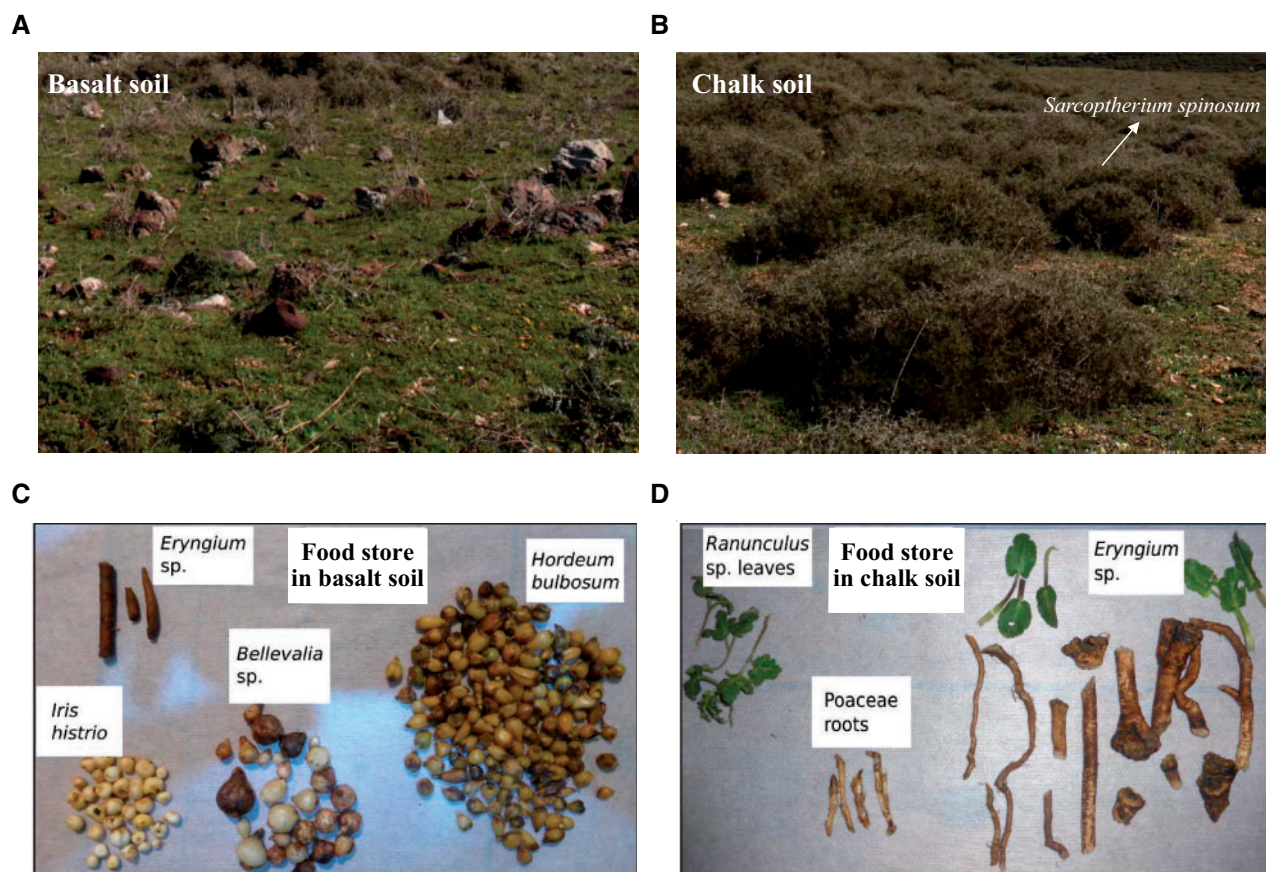 A
B
Basalt soil
Chalk soil
Sarcoptherium spinosum
C
D
Eryngium
sp.
Food store
in basalt soil
Hordeum
bulbosum
Bellevalia
sp.
Iris
histrio
Ranunculus
sp. leaves
Food store
in chalk soil
Eryngium
sp.
Poaceae
roots